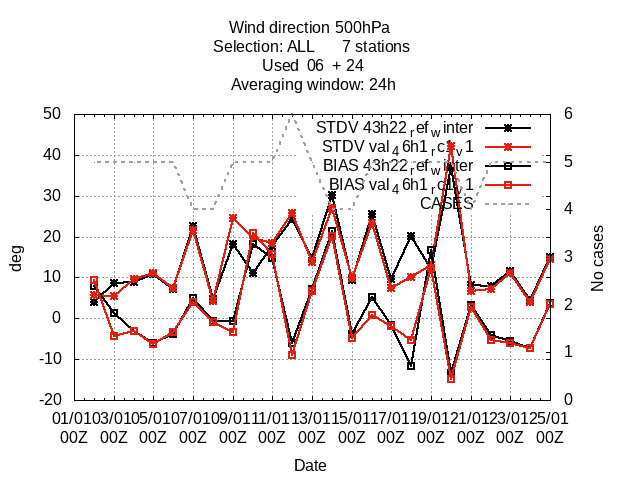 Wind direction 500hPa
Selection: ALL 7 stations
Used 06 + 24
Averaging window: 24h
50 6
STDV 43h22_ref_winter
STDV val_46h1_rc1_v1
40 5
BIAS 43h22_ref_winter
BIAS val_46h1_rc1_v1
30 4
CASES
20 3
10 2
0
-10 1
-20 0
deg
No cases
01/01 03/01 05/01 07/01 09/01 11/01 13/01 15/01 17/01 19/01 21/01 23/01 25/01
00Z 00Z 00Z 00Z 00Z 00Z 00Z 00Z 00Z 00Z 00Z 00Z 00Z
Date